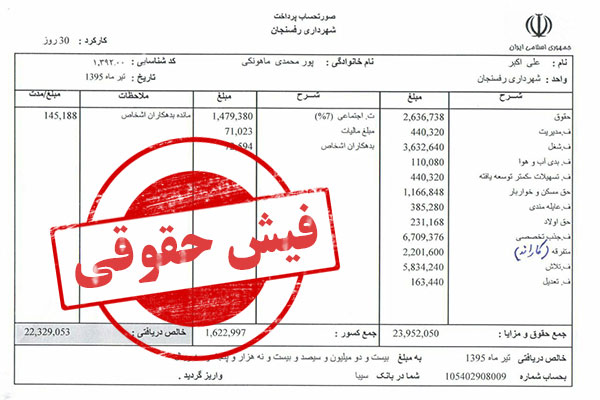 صورتحساب پرداخت
شهرداری رفسنجان
کارکرد : 30 روز
جمهوری اسلامی ایران
نام : علی اکبر نام خانوادگی : پور محمدی ماهونکی کد شناسایی : ۱,۳۹۲,۰۰
واحد : شهرداری رفسنجان تاریخ : تیر ماه 1395
شـــرح مبلغ شـــرح مبلغ ملاحظات مبلغ/مدت
حقوق 2,636,738 ت.اجتماعی (7%) 1,479,380 مانده بدهکاران اشخاص 145,188
ف.مدیریت 440,320 مبلغ مالیات 71,023
ف.شغل 3,632,640 بدهکاران اشخاص 72,594
ف.بدی آب و هوا 110,080
ف.تسهیلات .کمتر توسعه یافته 440,320
حق مسکن و خواربار 1,166,848
ف.عایله مندی 385,280
حق اولاد 231,168
ف.جذب تخصصی 6,709,376
متفرقه (کارانه) 2,201,600
ف.تلاش 5,834,240
ف. تعدیل 163,440
فیش حقوقی
جمع حقوق و مزایا : 23,952,050 جمع کسور : 1,622,997 خالص دریافتی : 22,329,053
خالص دریافتی تیر ماه 1395 به مبلغ بیست و دو میلیون و سیصد و بیست و نه هزار و
بحساب شماره 105402908009 شما در بانک سیبا واریز گردید .